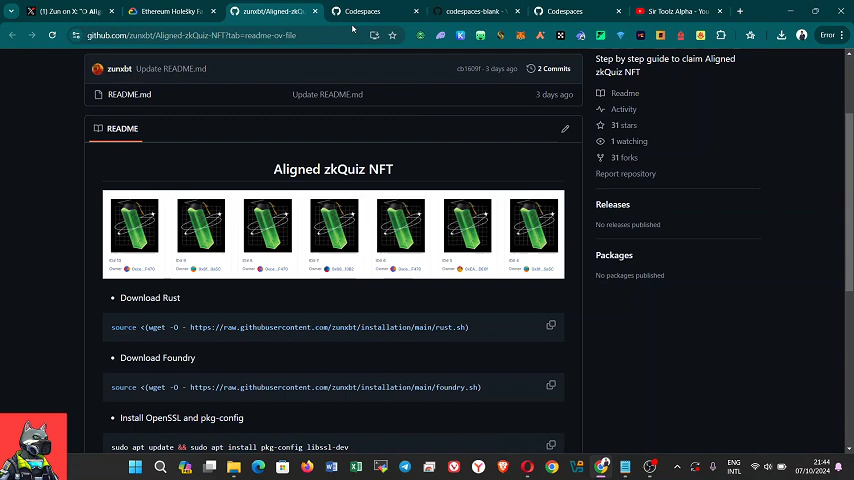 (1) Zun on X: "⭕ Alig
Ethereum Holešky Fa
zunxbt/Aligned-zkQ
Codespaces
codespaces-blank - V
Codespaces
Sir Toolz Alpha - You
github.com/zunxbt/Aligned-zkQuiz-NFT?tab=readme-ov-file
Error
zunxbt Update README.md
cb1609f · 3 days ago
2 Commits
README.md
Update README.md
3 days ago
README
Aligned zkQuiz NFT
Download Rust
source <(wget -O - https://raw.githubusercontent.com/zunxbt/installation/main/rust.sh)
Download Foundry
source <(wget -O - https://raw.githubusercontent.com/zunxbt/installation/main/foundry.sh)
Install OpenSSL and pkg-config
sudo apt update && sudo apt install pkg-config libssl-dev
Step by step guide to claim Aligned
zkQuiz NFT
Readme
Activity
31 stars
1 watching
31 forks
Report repository
Releases
No releases published
Packages
No packages published
ENG
INTL
21:44
07/10/2024